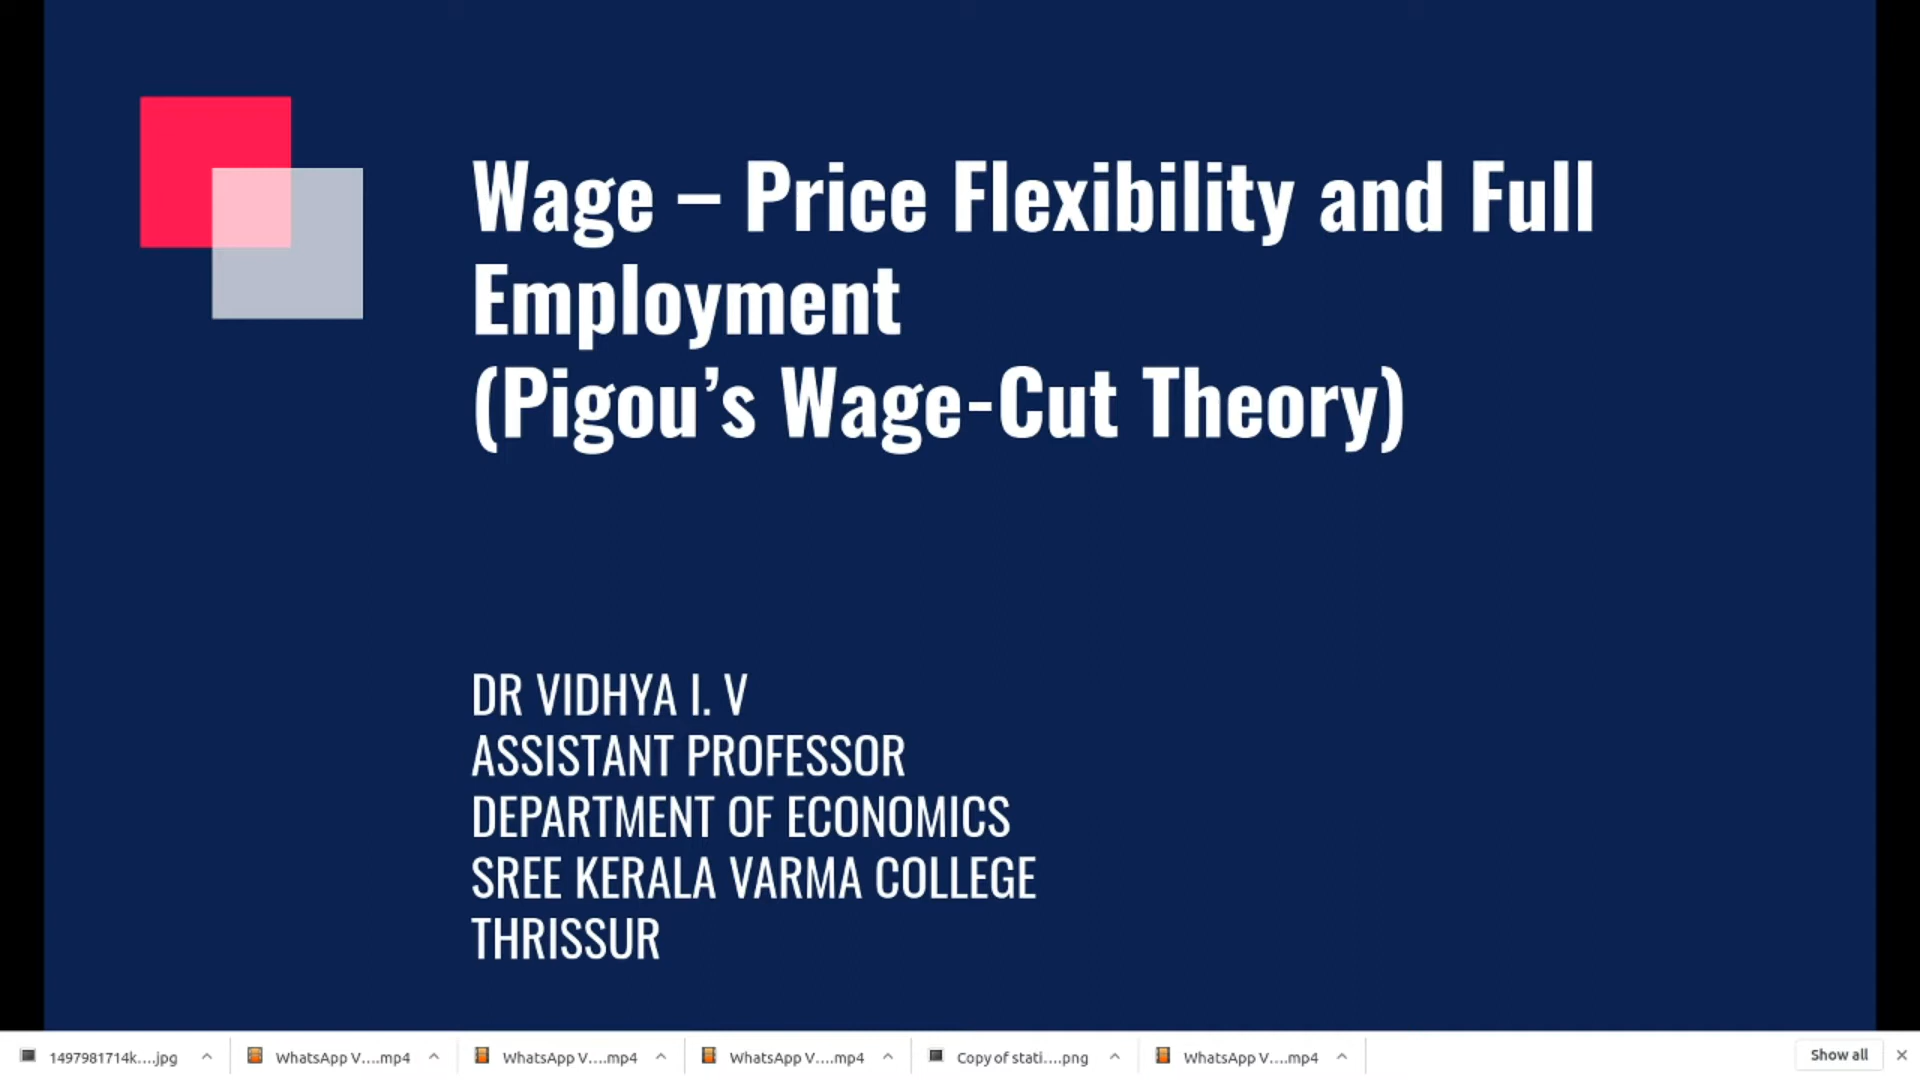 Wage – Price Flexibility and Full
Employment
(Pigou’s Wage-Cut Theory)
DR VIDHYA I. V
ASSISTANT PROFESSOR
DEPARTMENT OF ECONOMICS
SREE KERALA VARMA COLLEGE
THRISSUR
1497981714k....jpg
WhatsApp V....mp4
WhatsApp V....mp4
WhatsApp V....mp4
Copy of stati....png
WhatsApp V....mp4
Show all